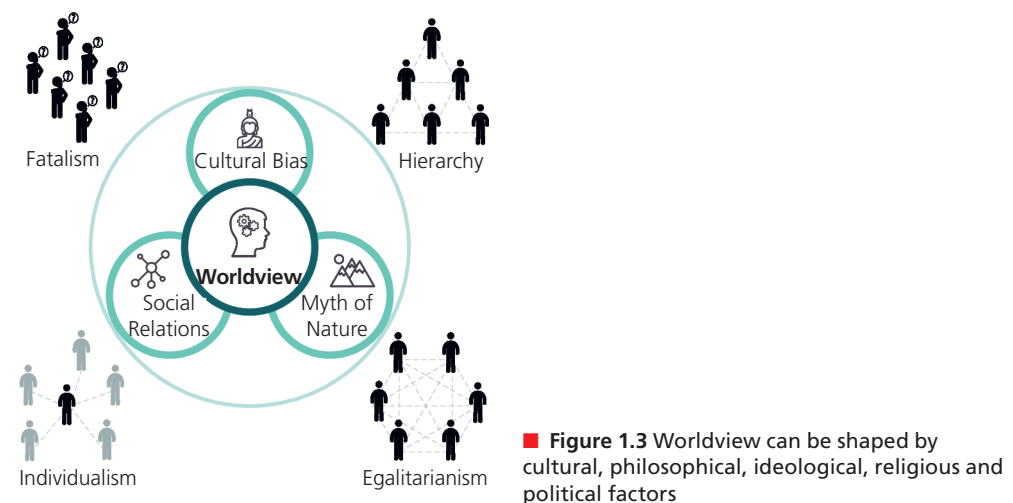 ?
?
?
?
?
?
Fatalism
Cultural Bias
Hierarchy
Worldview
Social
Relations
Myth of
Nature
Individualism
Egalitarianism
■ Figure 1.3 Worldview can be shaped by
cultural, philosophical, ideological, religious and
political factors